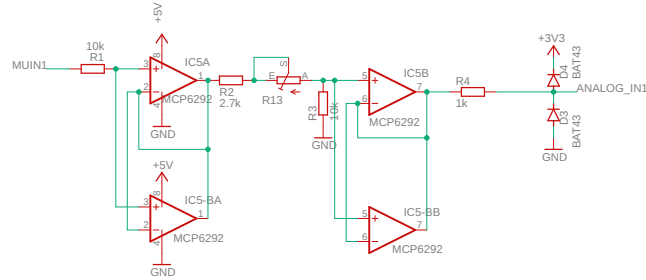 +5V
+3V3
MUIN1
10k
R1
3
2
8
4
1
IC5A
MCP6292
GND
R2
2.7k
E
S
A
R13
R3
10k
GND
5
6
7
IC5B
MCP6292
R4
1k
D4
BAT43
ANALOG_IN1
D3
BAT43
GND
+5V
3
2
8
4
1
IC5-BA
MCP6292
GND
5
6
7
IC5-BB
MCP6292